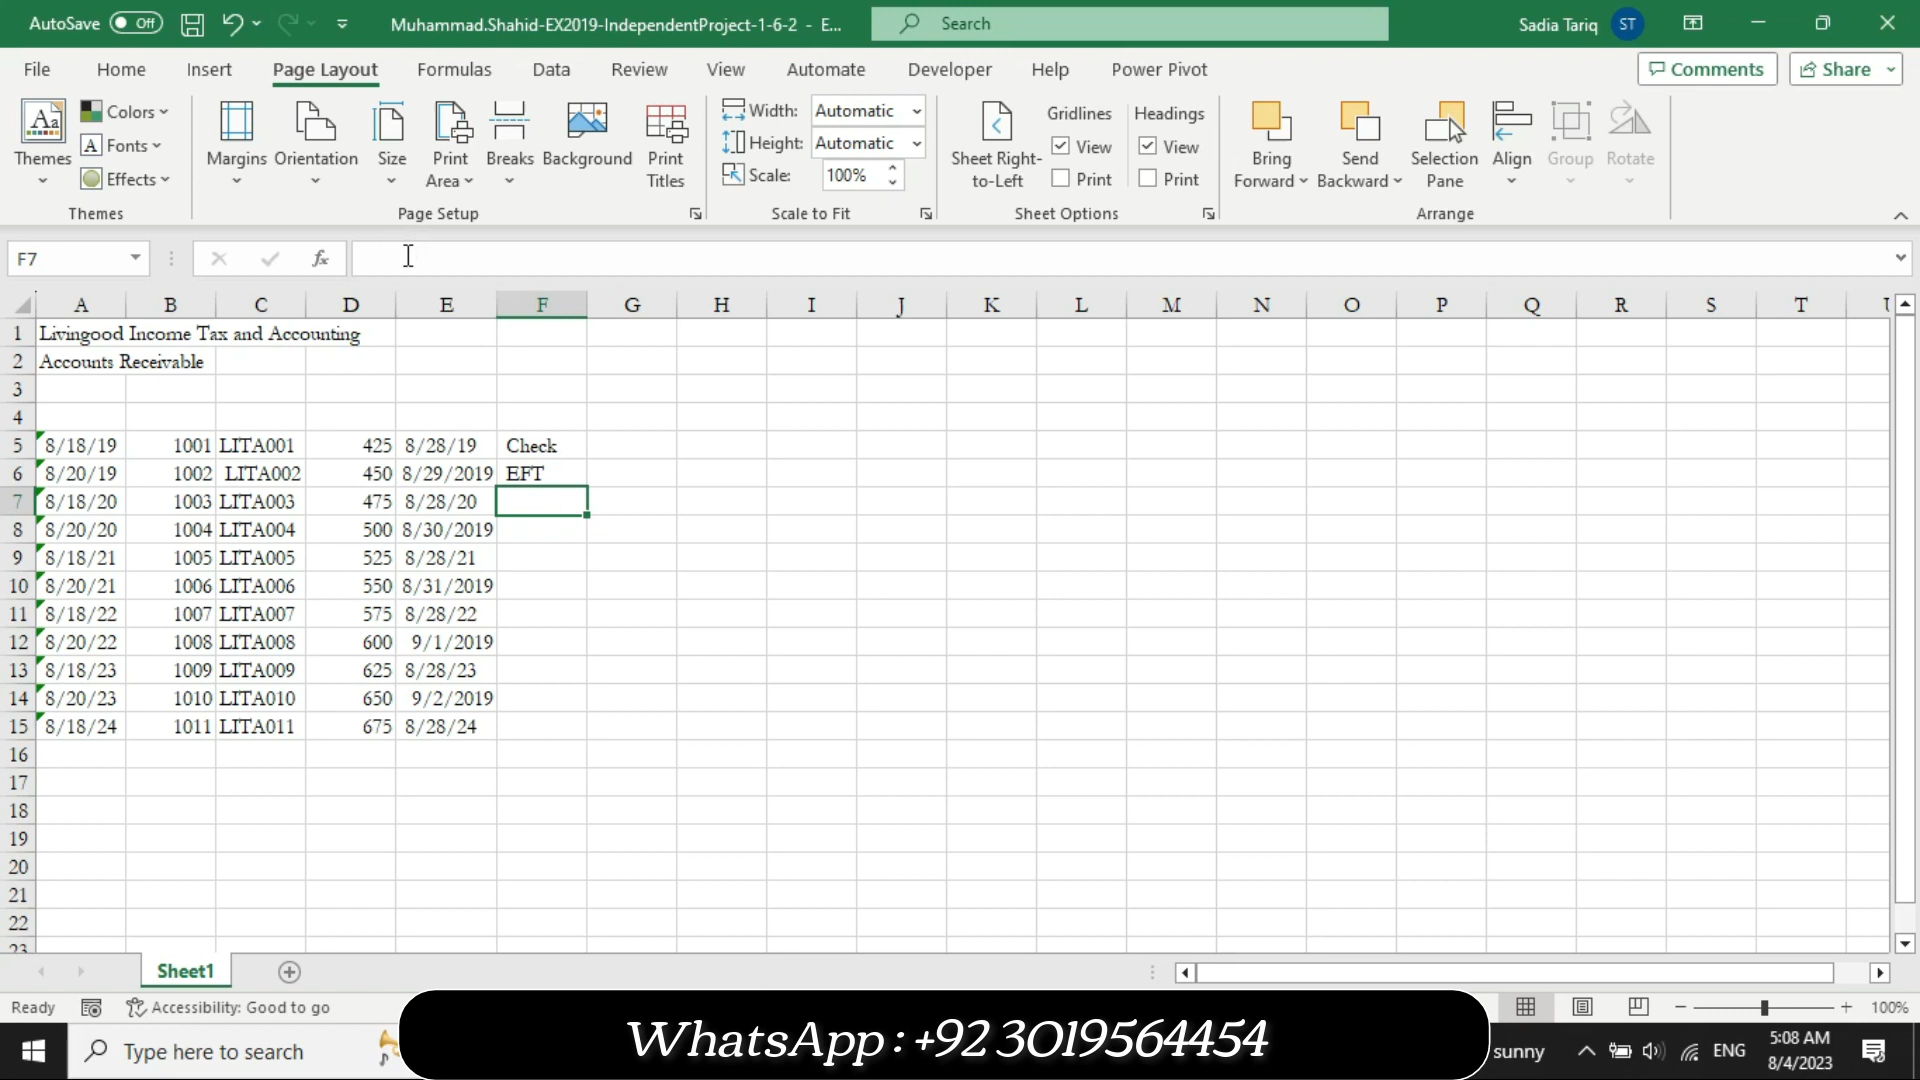 AutoSave Off Muhammad.Shahid-EX2019-IndependentProject-1-6-2 - E... Search Sadia Tariq ST
File Home Insert Page Layout Formulas Data Review View Automate Developer Help Power Pivot Comments Share
Themes Colors Fonts Effects Themes
Margins Orientation Size Print Area Breaks Background Print Titles Page Setup
Width: Automatic Height: Automatic Scale: 100% Scale to Fit
Sheet Right-to-Left Gridlines View Print Headings View Print Sheet Options
Bring Forward Send Backward Selection Pane Align Group Rotate Arrange
F7 fx
A B C D E F G H I J K L M N O P Q R S T U
1 Livingood Income Tax and Accounting
2 Accounts Receivable
3
4
5 8/18/19 1001 LITA001 425 8/28/19 Check
6 8/20/19 1002 LITA002 450 8/29/2019 EFT
7 8/18/20 1003 LITA003 475 8/28/20
8 8/20/20 1004 LITA004 500 8/30/2019
9 8/18/21 1005 LITA005 525 8/28/21
10 8/20/21 1006 LITA006 550 8/31/2019
11 8/18/22 1007 LITA007 575 8/28/22
12 8/20/22 1008 LITA008 600 9/1/2019
13 8/18/23 1009 LITA009 625 8/28/23
14 8/20/23 1010 LITA010 650 9/2/2019
15 8/18/24 1011 LITA011 675 8/28/24
16
17
18
19
20
21
22
23
Sheet1
Ready Accessibility: Good to go 100%
Type here to search WhatsApp : +92 3019564454 sunny ENG 5:08 AM
8/4/2023